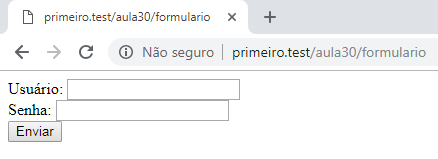 primeiro.test/aula30/formulario
Não seguro | primeiro.test/aula30/formulario
Usuário:
Senha:
Enviar